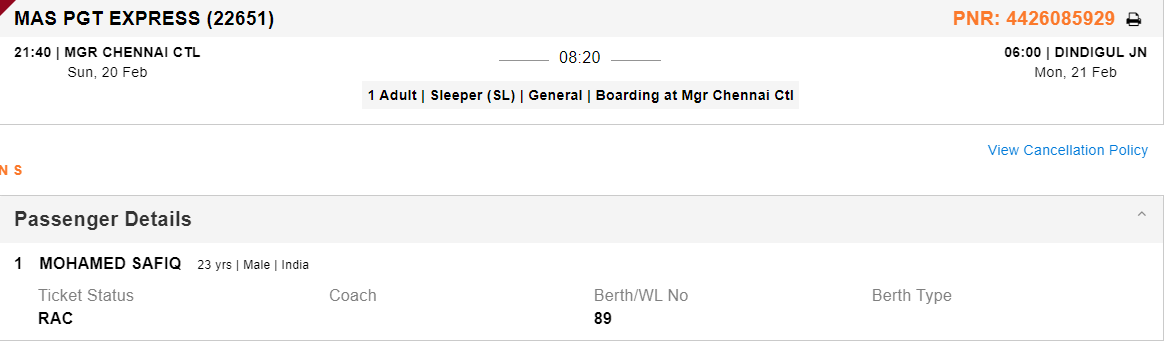 MAS PGT EXPRESS (22651) PNR: 4426085929
21:40 | MGR CHENNAI CTL 08:20 06:00 | DINDIGUL JN
Sun, 20 Feb Mon, 21 Feb
1 Adult | Sleeper (SL) | General | Boarding at Mgr Chennai Ctl
View Cancellation Policy
N S
Passenger Details
1 MOHAMED SAFIQ 23 yrs | Male | India
Ticket Status Coach Berth/WL No Berth Type
RAC 89